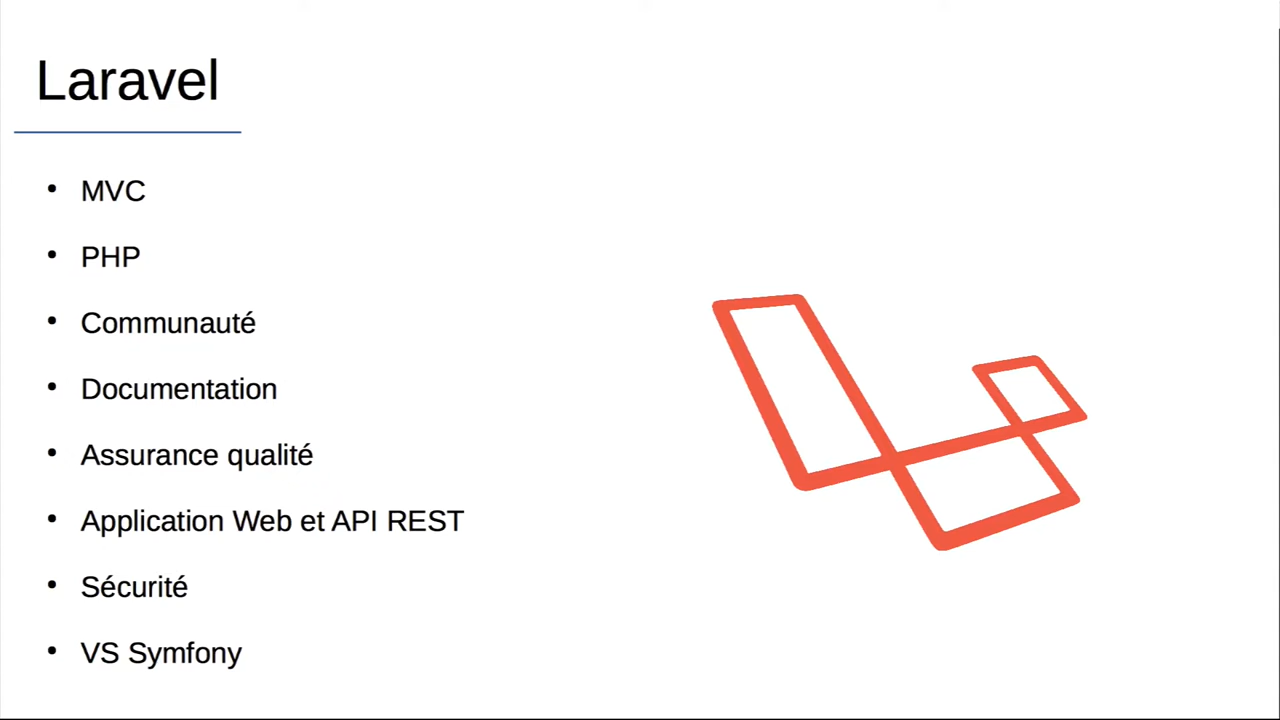 Laravel
• MVC
• PHP
• Communauté
• Documentation
• Assurance qualité
• Application Web et API REST
• Sécurité
• VS Symfony